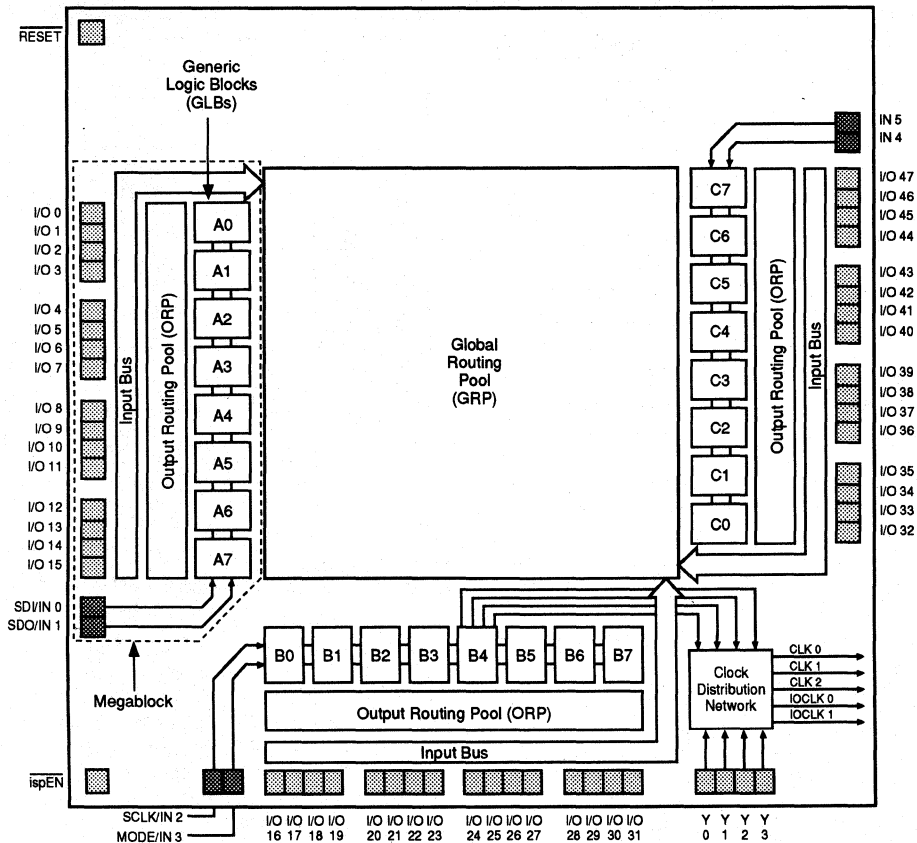 RESET
Generic
Logic Blocks
(GLBs)
IN 5
IN 4
I/O 0
I/O 1
I/O 2
I/O 3
I/O 4
I/O 5
I/O 6
I/O 7
I/O 8
I/O 9
I/O 10
I/O 11
I/O 12
I/O 13
I/O 14
I/O 15
SDI/IN 0
SDO/IN 1
Input Bus
Output Routing Pool (ORP)
A0
A1
A2
A3
A4
A5
A6
A7
Megablock
Global
Routing
Pool
(GRP)
C7
C6
C5
C4
C3
C2
C1
C0
Output Routing Pool (ORP)
Input Bus
I/O 47
I/O 46
I/O 45
I/O 44
I/O 43
I/O 42
I/O 41
I/O 40
I/O 39
I/O 38
I/O 37
I/O 36
I/O 35
I/O 34
I/O 33
I/O 32
B0 B1 B2 B3 B4 B5 B6 B7
Output Routing Pool (ORP)
Input Bus
Clock
Distribution
Network
CLK 0
CLK 1
CLK 2
IOCLK 0
IOCLK 1
ispEN
SCLK/IN 2
MODE/IN 3
I/O I/O I/O I/O I/O I/O I/O I/O I/O I/O I/O I/O I/O I/O I/O I/O Y Y Y Y
16 17 18 19 20 21 22 23 24 25 26 27 28 29 30 31 0 1 2 3